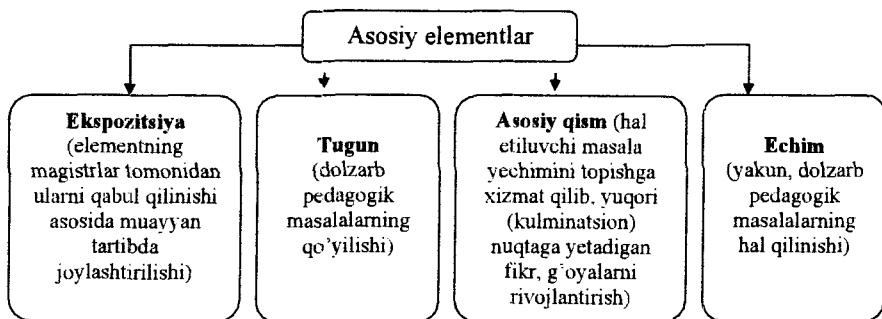 Asosiy elementlar
Ekspozitsiya
(elementning
magistrlar tomonidan
ularni qabul qilinishi
asosida muayyan
tartibda
joylashtirilishi)
Tugun
(dolzarb
pedagogik
masalalarning
qo'yilishi)
Asosiy qism (hal
etiluvchi masala
yechimini topishga
xizmat qilib, yuqori
(kulminatsion)
nuqtaga yetadigan
fikr, g`oyalarni
rivojlantirish)
Echim
(yakun, dolzarb
pedagogik
masalalarning
hal qilinishi)